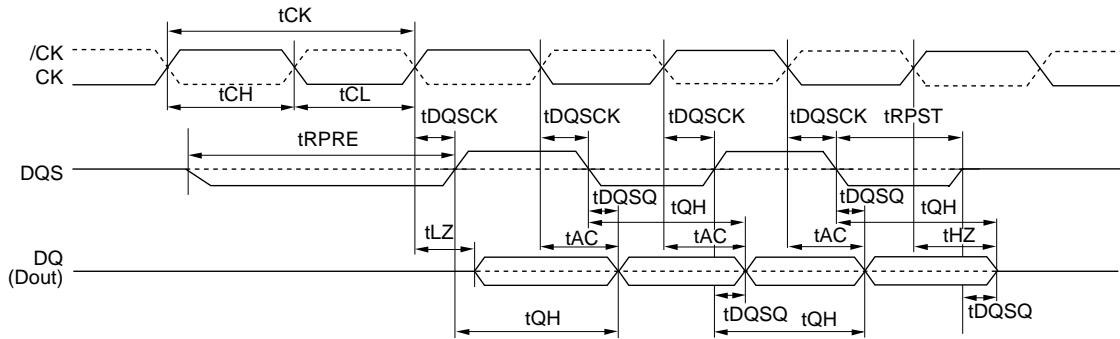 tCK
/CK
CK
tCH tCL
tDQSCK tDQSCK tDQSCK tDQSCK tRPST
tRPRE
DQS
tDQSQ tQH tDQSQ tQH
tLZ tAC tAC tAC tHZ
DQ
(Dout)
tQH tDQSQ tQH tDQSQ